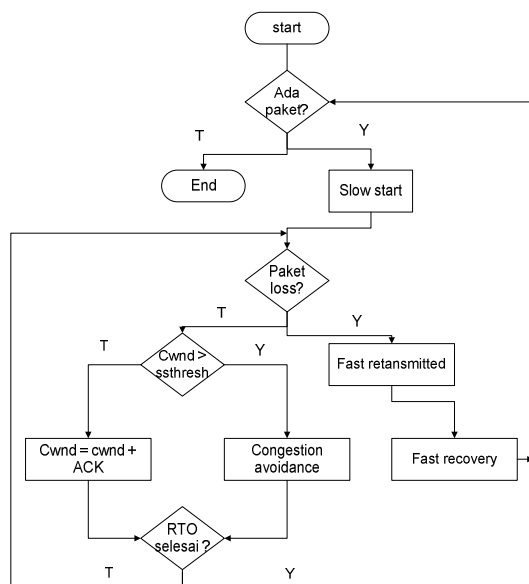 start
Ada
paket?
T
Y
End
Slow start
Paket
loss?
T
Y
Cwnd >
ssthresh
T
Y
Fast retansmitted
Cwnd = cwnd +
ACK
Congestion
avoidance
Fast recovery
RTO
selesai ?
T
Y